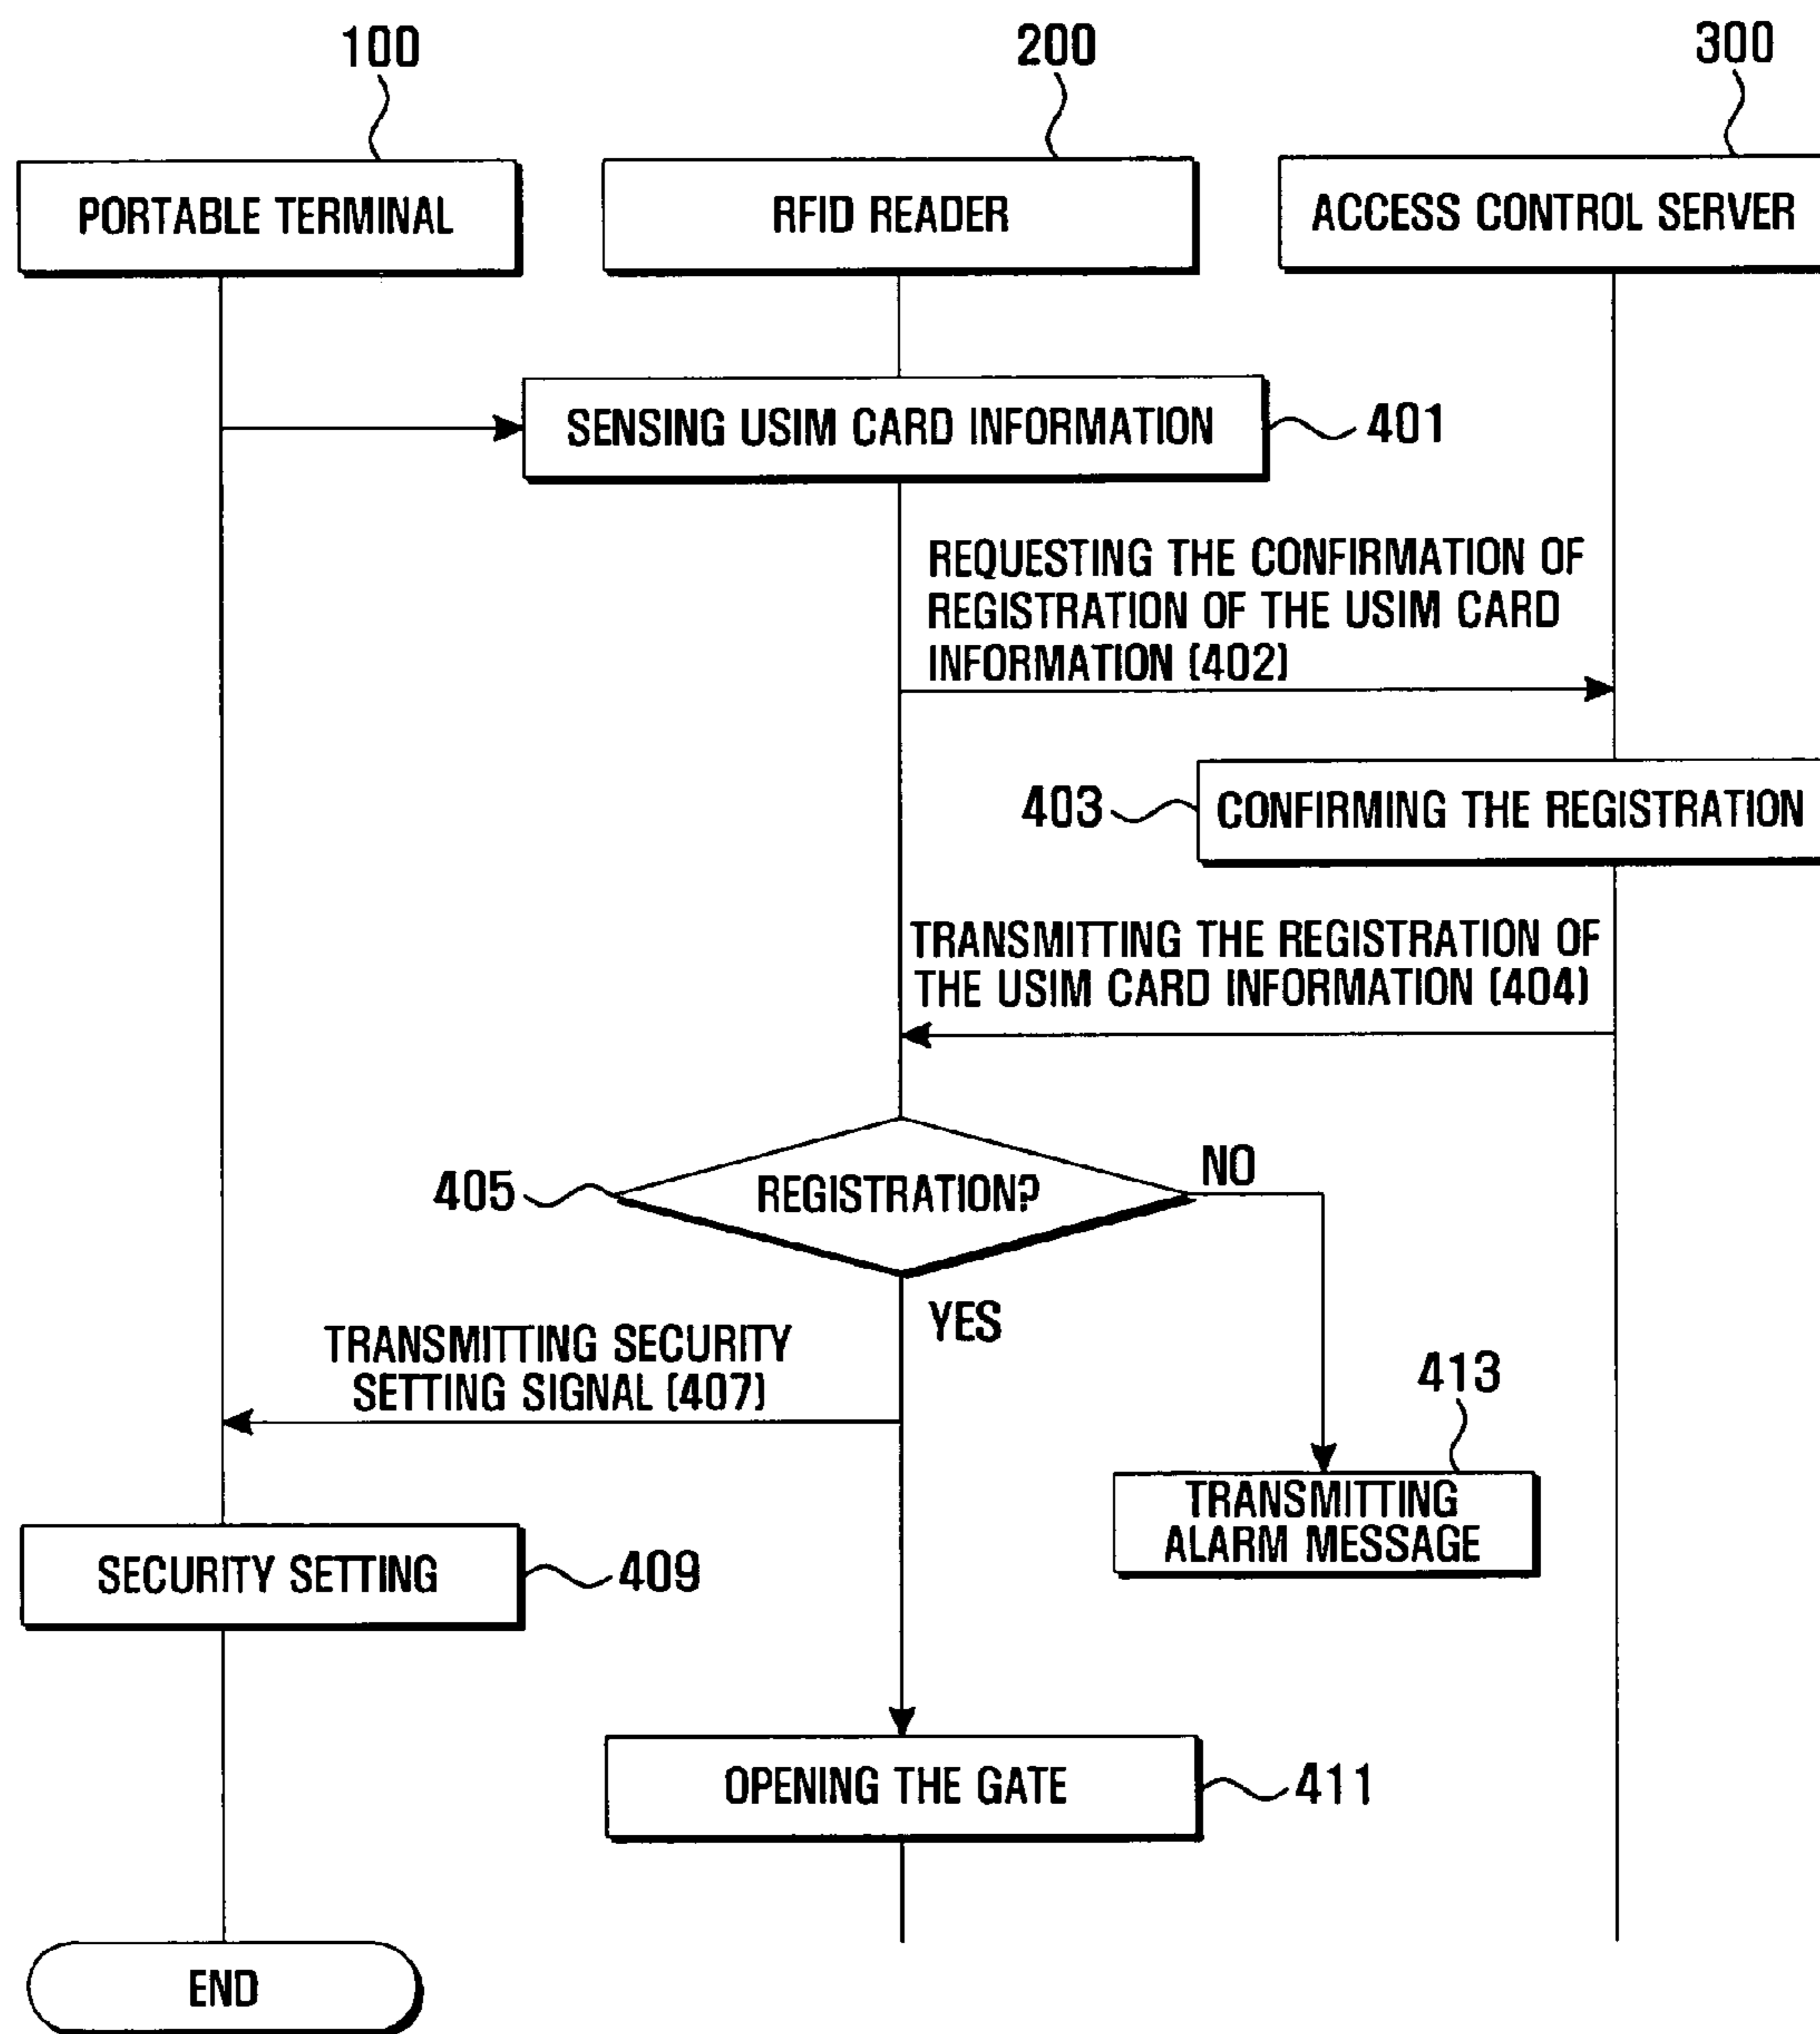 100
200
300
PORTABLE TERMINAL
RFID READER
ACCESS CONTROL SERVER
SENSING USIM CARD INFORMATION
401
REQUESTING THE CONFIRMATION OF
REGISTRATION OF THE USIM CARD
INFORMATION (402)
403
CONFIRMING THE REGISTRATION
TRANSMITTING THE REGISTRATION OF
THE USIM CARD INFORMATION (404)
405
REGISTRATION?
NO
YES
TRANSMITTING SECURITY
SETTING SIGNAL (407)
413
TRANSMITTING
ALARM MESSAGE
SECURITY SETTING
409
OPENING THE GATE
411
END